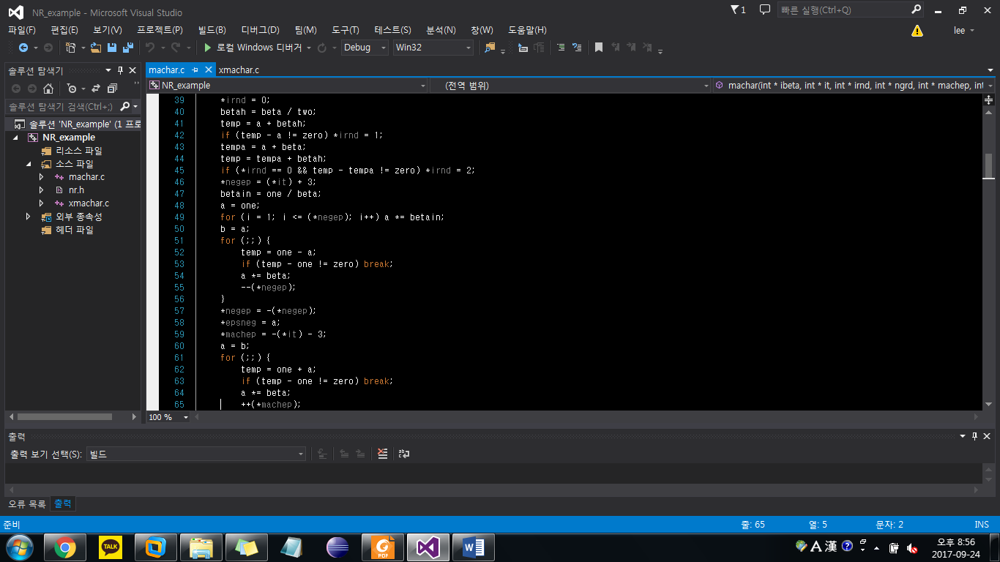 NR_example - Microsoft Visual Studio
1
빠른 실행(Ctrl+Q)
파일(F) 편집(E) 보기(V) 프로젝트(P) 빌드(B) 디버그(D) 팀(M) 도구(T) 테스트(S) 분석(N) 창(W) 도움말(H)
lee
로컬 Windows 디버거 Debug Win32
솔루션 탐색기
솔루션 탐색기 검색(Ctrl+;)
솔루션 'NR_example' (1 프로
NR_example
리소스 파일
소스 파일
machar.c
nr.h
xmachar.c
외부 종속성
헤더 파일
machar.c xmachar.c
NR_example (전역 범위) machar(int * ibeta, int * it, int * irnd, int * ngrd, int * machep, int
39 *irnd = 0;
40 betah = beta / two;
41 temp = a + betah;
42 if (temp - a != zero) *irnd = 1;
43 tempa = a + beta;
44 temp = tempa + betah;
45 if (*irnd == 0 && temp - tempa != zero) *irnd = 2;
46 *negep = (*it) + 3;
47 betain = one / beta;
48 a = one;
49 for (i = 1; i <= (*negep); i++) a *= betain;
50 b = a;
51 for (;;) {
52 temp = one - a;
53 if (temp - one != zero) break;
54 a *= beta;
55 --(*negep);
56 }
57 *negep = -(*negep);
58 *epsneg = a;
59 *machep = -(*it) - 3;
60 a = b;
61 for (;;) {
62 temp = one + a;
63 if (temp - one != zero) break;
64 a *= beta;
65 ++(*machep);
100 %
출력
출력 보기 선택(S): 빌드
오류 목록 출력
준비 줄: 65 열: 5 문자: 2 INS
TALK
PDF
A 漢
오후 8:56
2017-09-24